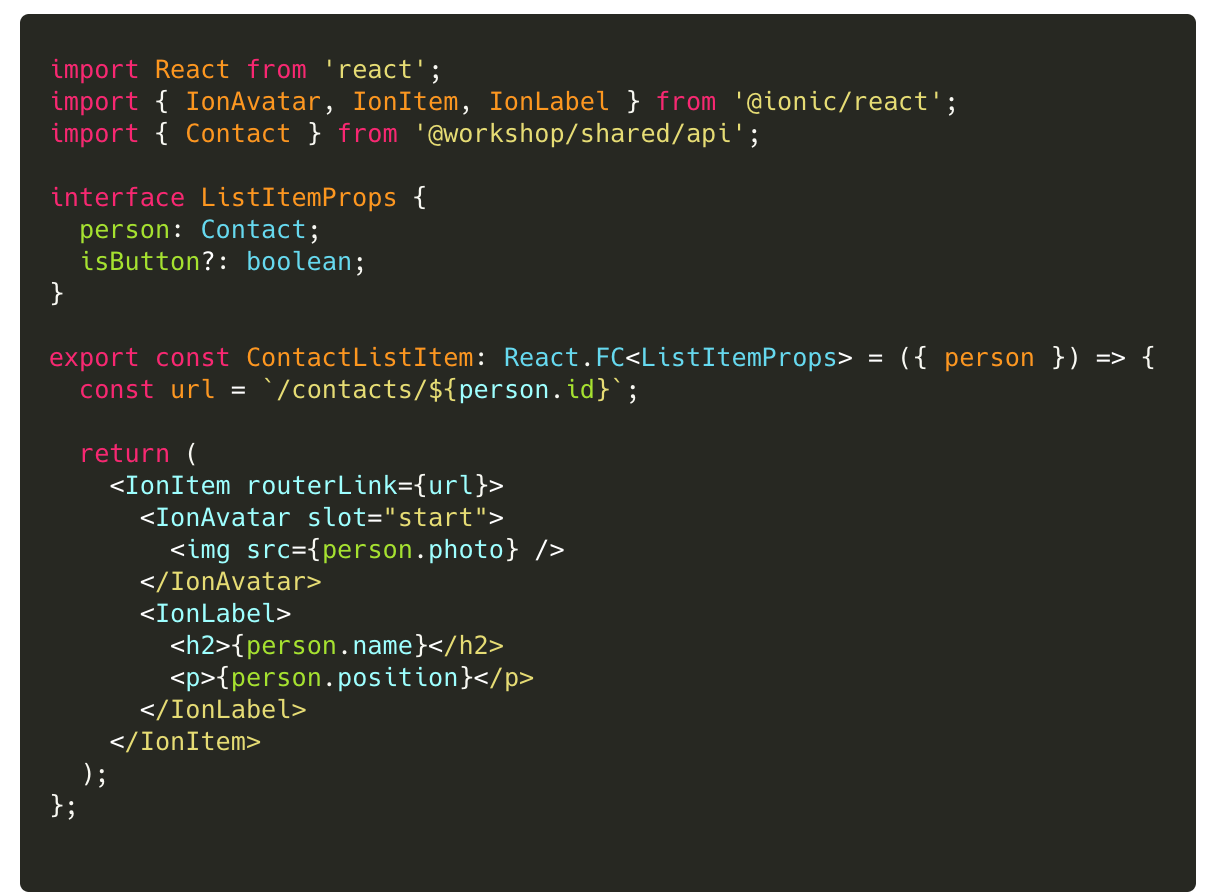 import React from 'react';
import { IonAvatar, IonItem, IonLabel } from '@ionic/react';
import { Contact } from '@workshop/shared/api';

interface ListItemProps {
  person: Contact;
  isButton?: boolean;
}

export const ContactListItem: React.FC<ListItemProps> = ({ person }) => {
  const url = `/contacts/${person.id}`;

  return (
    <IonItem routerLink={url}>
      <IonAvatar slot="start">
        <img src={person.photo} />
      </IonAvatar>
      <IonLabel>
        <h2>{person.name}</h2>
        <p>{person.position}</p>
      </IonLabel>
    </IonItem>
  );
};